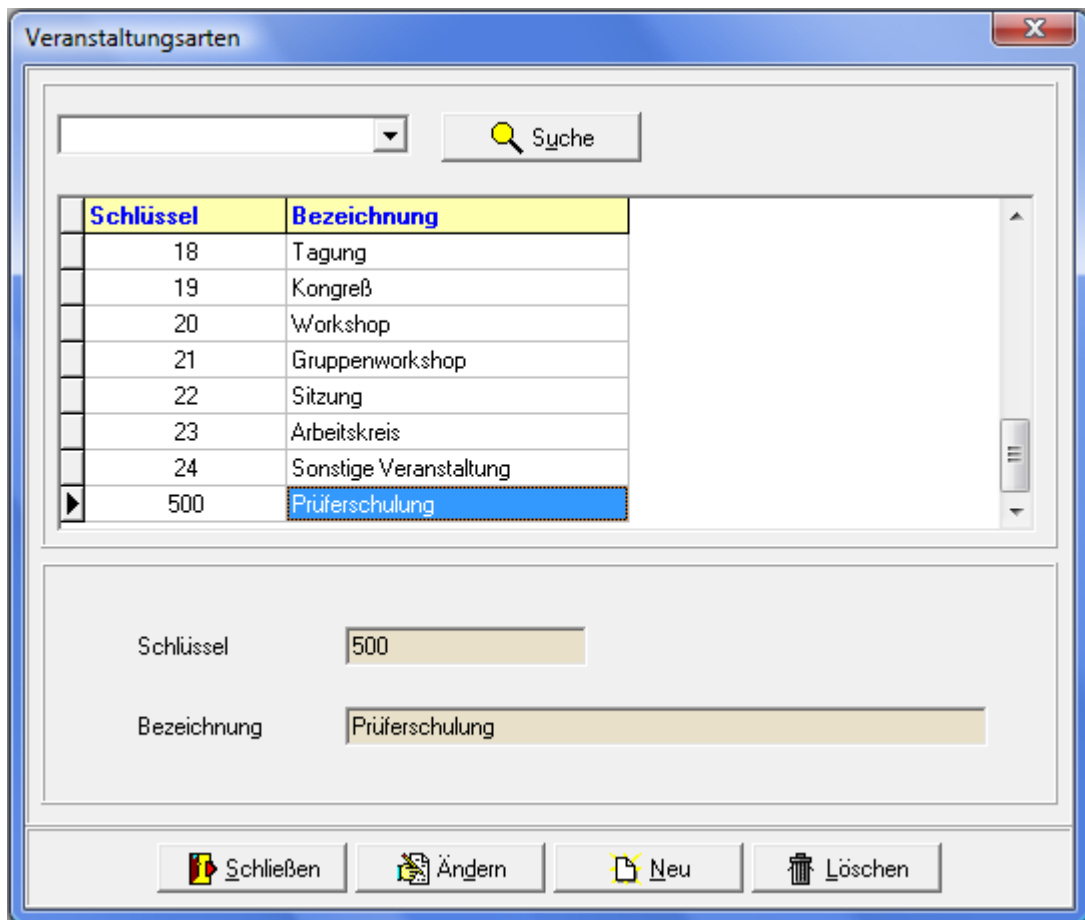 Veranstaltungsarten
Suche
Schlüssel Bezeichnung
18 Tagung
19 Kongreß
20 Workshop
21 Gruppenworkshop
22 Sitzung
23 Arbeitskreis
24 Sonstige Veranstaltung
500 Prüferschulung
Schlüssel 500
Bezeichnung Prüferschulung
Schließen Ändern Neu Löschen